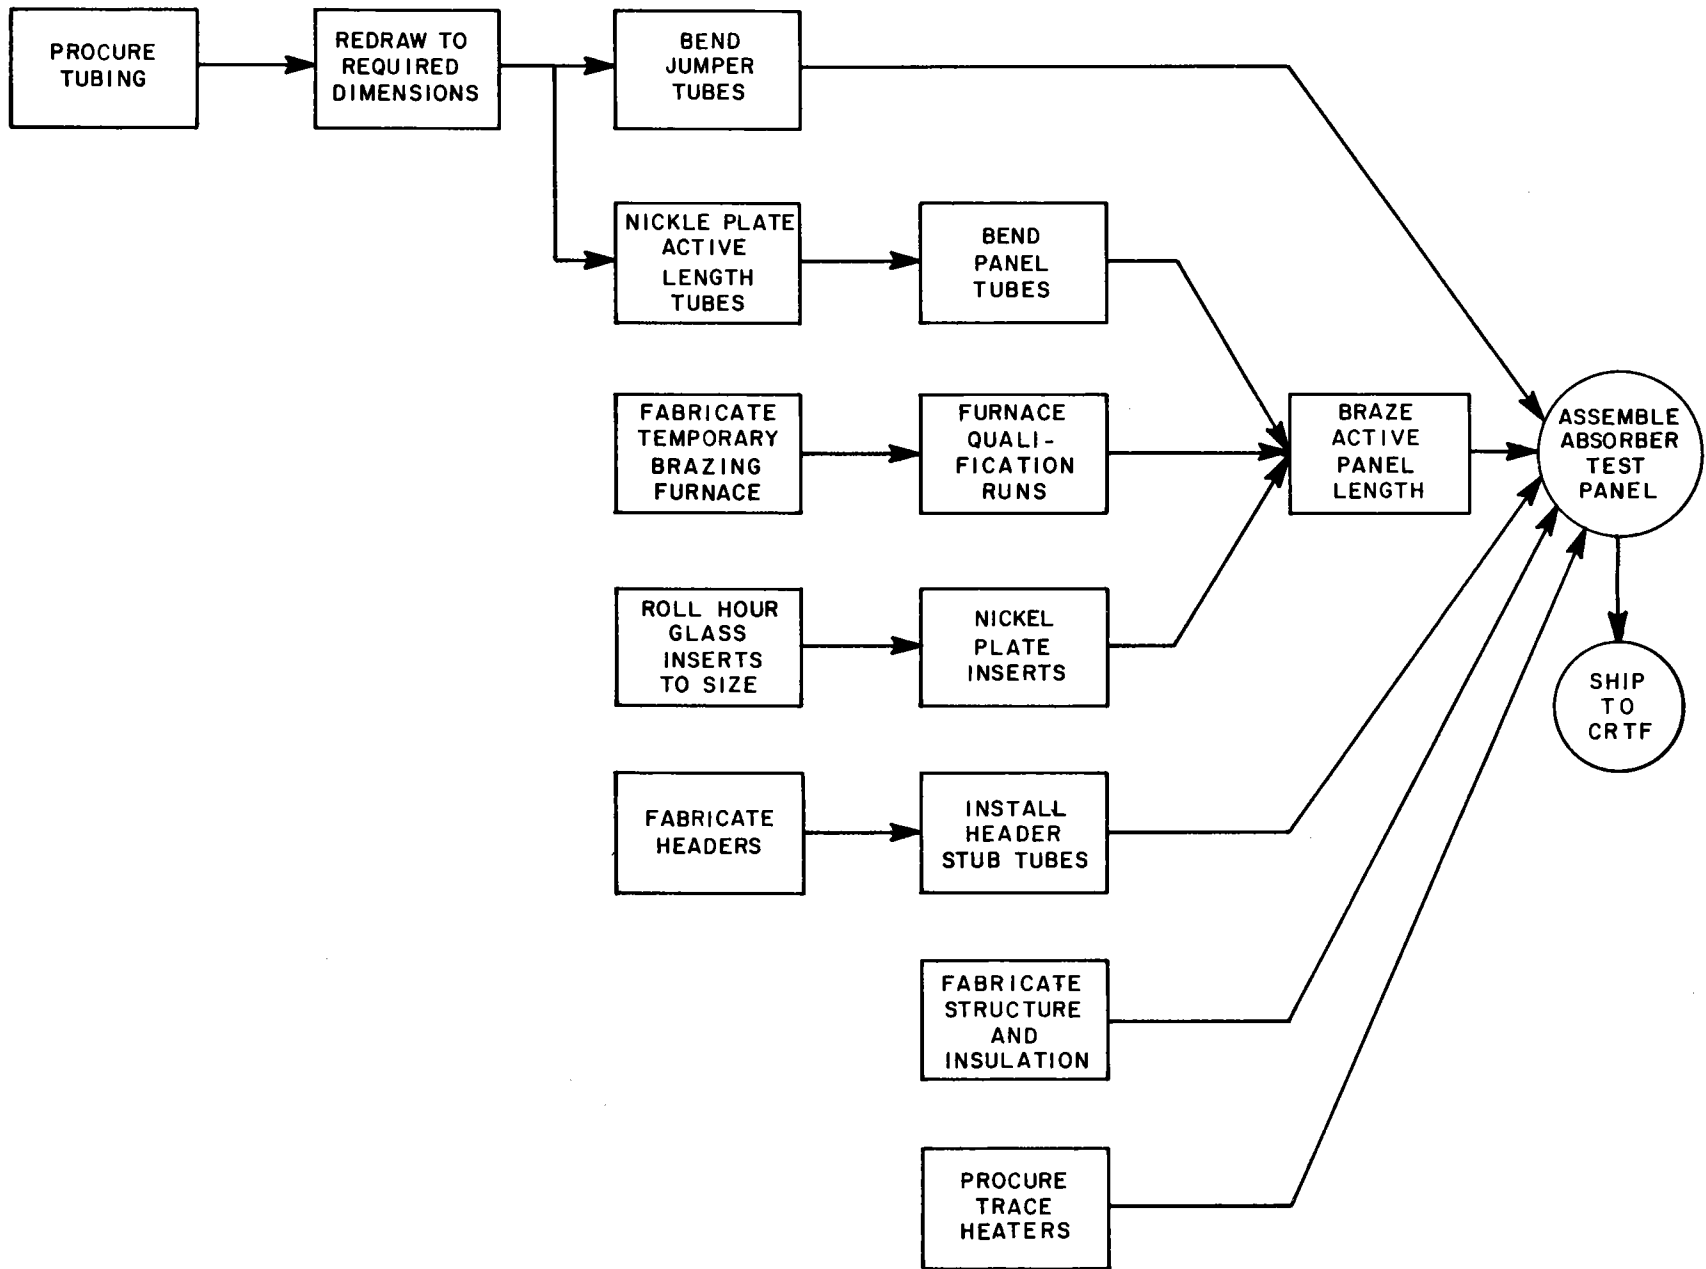 PROCURE
TUBING
REDRAW TO
REQUIRED
DIMENSIONS
BEND
JUMPER
TUBES
NICKLE PLATE
ACTIVE
LENGTH
TUBES
BEND
PANEL
TUBES
FABRICATE
TEMPORARY
BRAZING
FURNACE
FURNACE
QUALI-
FICATION
RUNS
BRAZE
ACTIVE
PANEL
LENGTH
ASSEMBLE
ABSORBER
TEST
PANEL
ROLL HOUR
GLASS
INSERTS
TO SIZE
NICKEL
PLATE
INSERTS
SHIP
TO
CRTF
FABRICATE
HEADERS
INSTALL
HEADER
STUB TUBES
FABRICATE
STRUCTURE
AND
INSULATION
PROCURE
TRACE
HEATERS